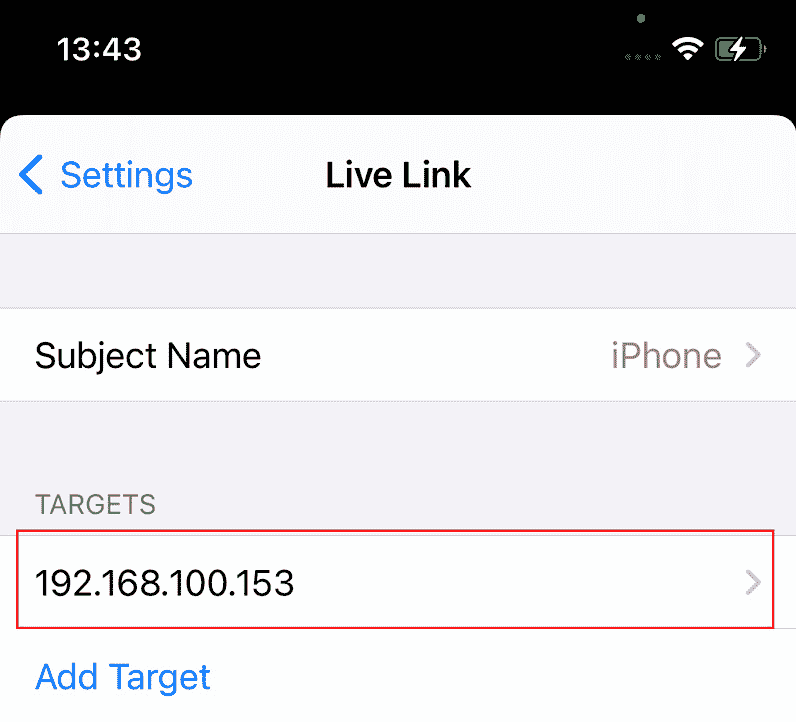 13:43
Settings
Live Link
Subject Name
iPhone
TARGETS
192.168.100.153
Add Target